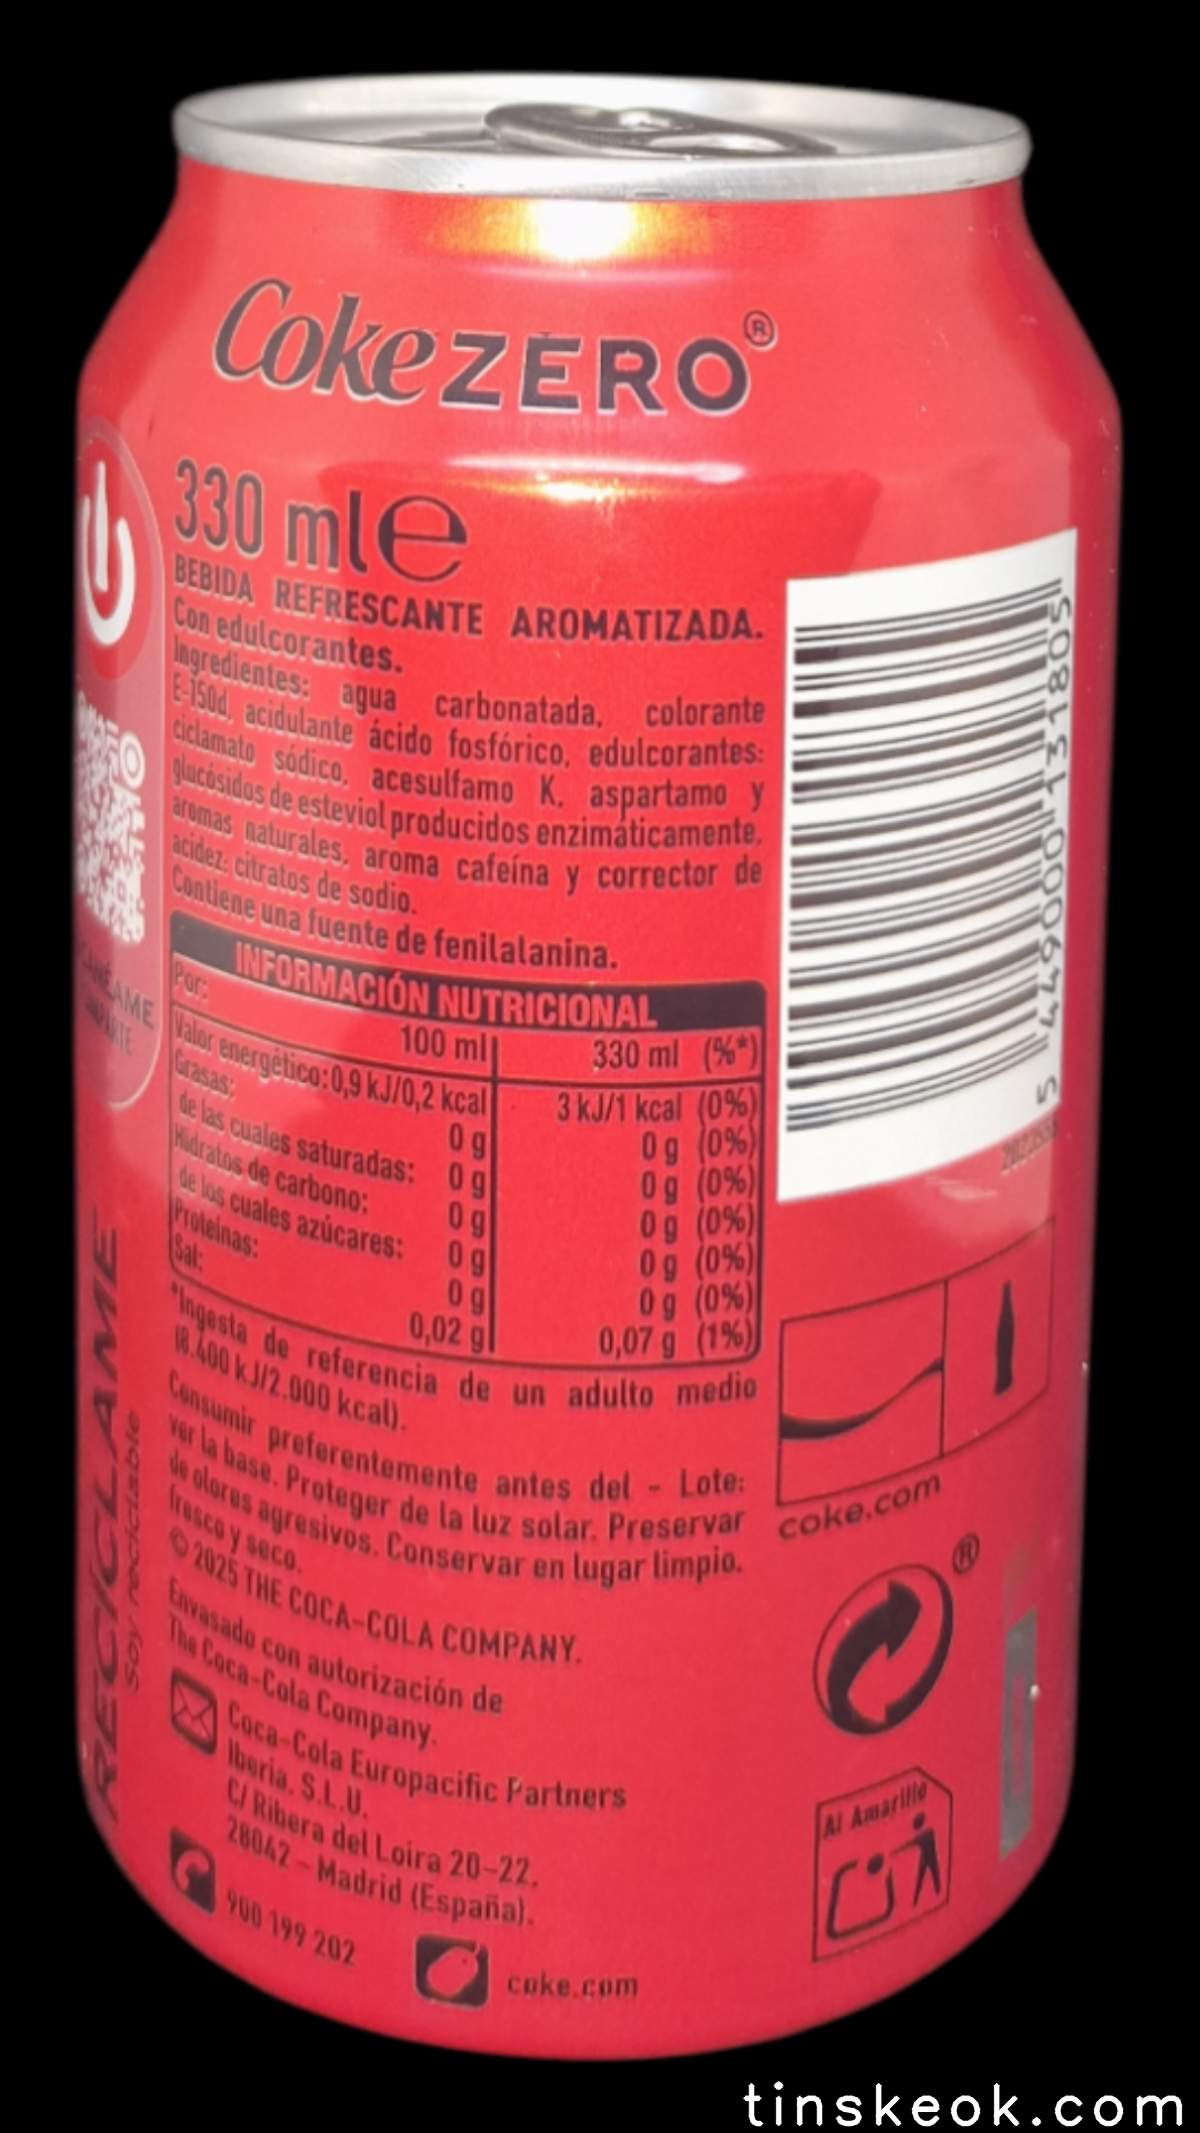 Coke ZERO®
330 ml e
BEBIDA REFRESCANTE AROMATIZADA.
Con edulcorantes.
Ingredientes: agua carbonatada, colorante
E-150d, acidulante ácido fosfórico, edulcorantes:
ciclamato sódico, acesulfamo K, aspartamo y
glucósidos de esteviol producidos enzimáticamente,
aromas naturales, aroma cafeína y corrector de
acidez: citratos de sodio.
Contiene una fuente de fenilalanina.
INFORMACIÓN NUTRICIONAL
Por: 100 ml 330 ml (%*)
Valor energético: 0,9 kJ/0,2 kcal 3 kJ/1 kcal (0%)
Grasas: 0 g 0 g (0%)
de las cuales saturadas: 0 g 0 g (0%)
Hidratos de carbono: 0 g 0 g (0%)
de los cuales azúcares: 0 g 0 g (0%)
Proteínas: 0 g 0 g (0%)
Sal: 0,02 g 0,07 g (1%)
*Ingesta de referencia de un adulto medio
(8.400 kJ/2.000 kcal).
Consumir preferentemente antes del - Lote:
ver la base. Proteger de la luz solar. Preservar
de olores agresivos. Conservar en lugar limpio,
fresco y seco.
© 2025 THE COCA-COLA COMPANY.
Envasado con autorización de
The Coca-Cola Company.
Coca-Cola Europacific Partners
Iberia, S.L.U.
C/ Ribera del Loira 20-22,
28042 - Madrid (España).
900 199 202
coke.com
RECÍCLAME
Soy reciclable
5 449000 131805
coke.com
®
Al Amarillo
tinskeok.com